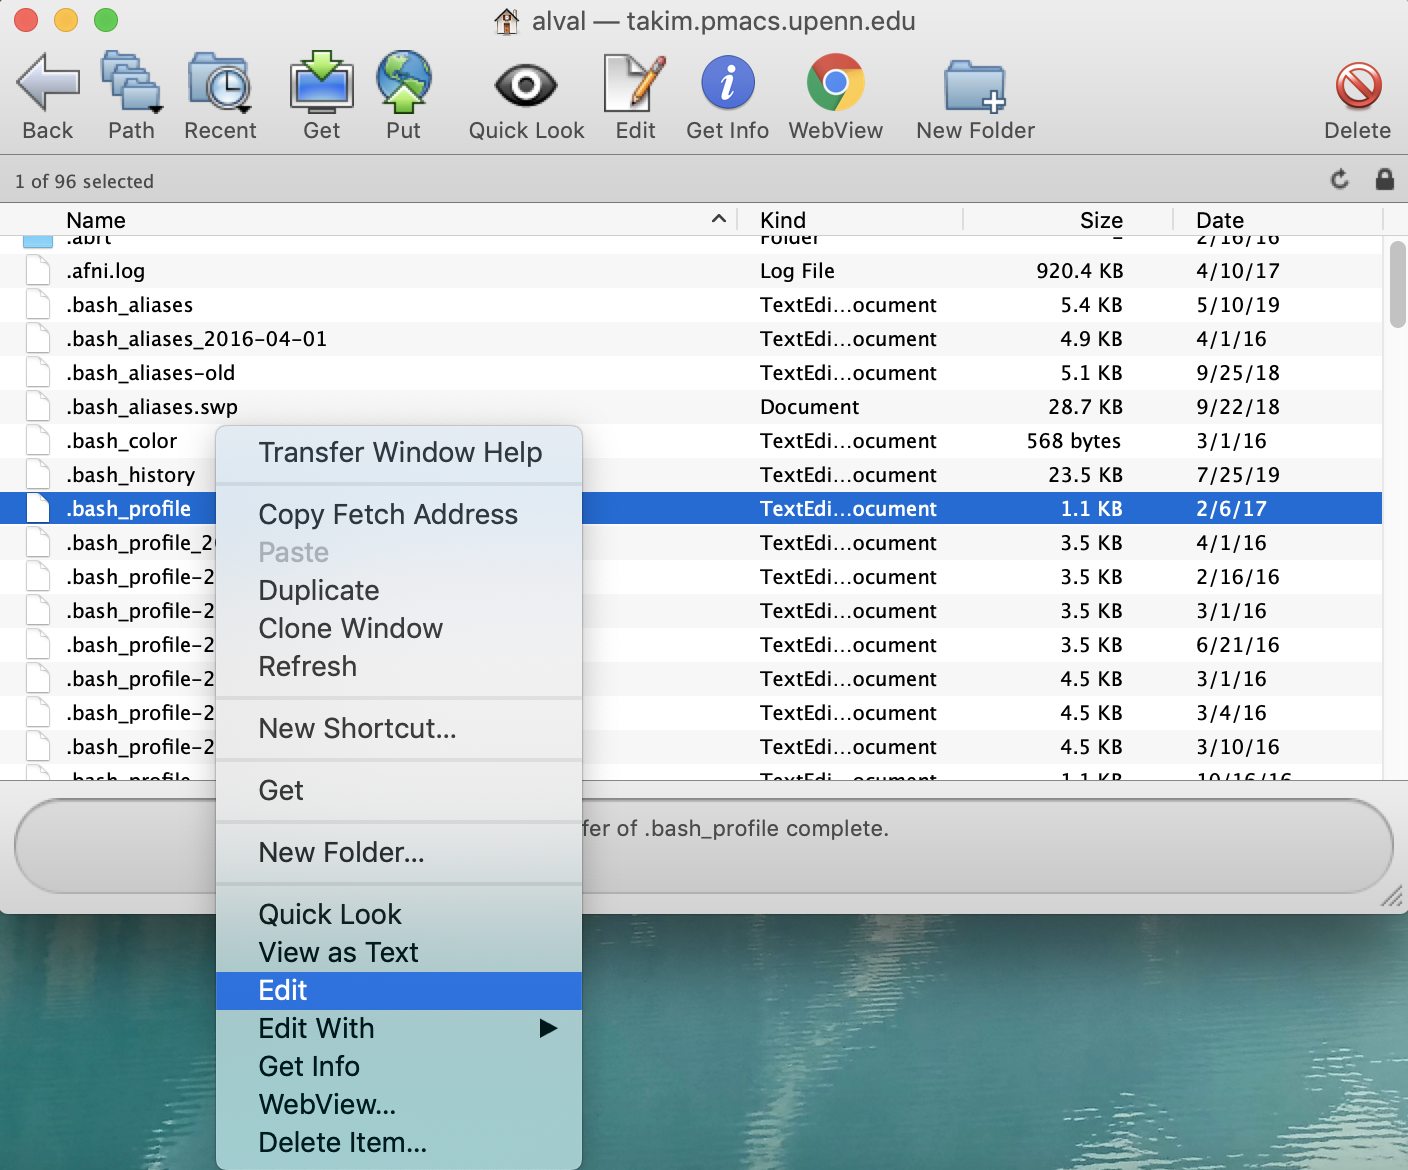 alval — takim.pmacs.upenn.edu
Back Path Recent Get Put Quick Look Edit Get Info WebView New Folder Delete
1 of 96 selected
Name Kind Size Date
.abrt Folder – 2/16/16
.afni.log Log File 920.4 KB 4/10/17
.bash_aliases TextEdi...ocument 5.4 KB 5/10/19
.bash_aliases_2016-04-01 TextEdi...ocument 4.9 KB 4/1/16
.bash_aliases-old TextEdi...ocument 5.1 KB 9/25/18
.bash_aliases.swp Document 28.7 KB 9/22/18
.bash_color TextEdi...ocument 568 bytes 3/1/16
.bash_history TextEdi...ocument 23.5 KB 7/25/19
.bash_profile TextEdi...ocument 1.1 KB 2/6/17
.bash_profile_2 TextEdi...ocument 3.5 KB 4/1/16
.bash_profile-2 TextEdi...ocument 3.5 KB 2/16/16
.bash_profile-2 TextEdi...ocument 3.5 KB 3/1/16
.bash_profile-2 TextEdi...ocument 3.5 KB 6/21/16
.bash_profile-2 TextEdi...ocument 4.5 KB 3/1/16
.bash_profile-2 TextEdi...ocument 4.5 KB 3/4/16
.bash_profile-2 TextEdi...ocument 4.5 KB 3/10/16
.bash_profile TextEdi...ocument 1.1 KB 10/16/16
fer of .bash_profile complete.
Transfer Window Help
Copy Fetch Address
Paste
Duplicate
Clone Window
Refresh
New Shortcut...
Get
New Folder...
Quick Look
View as Text
Edit
Edit With
Get Info
WebView...
Delete Item...